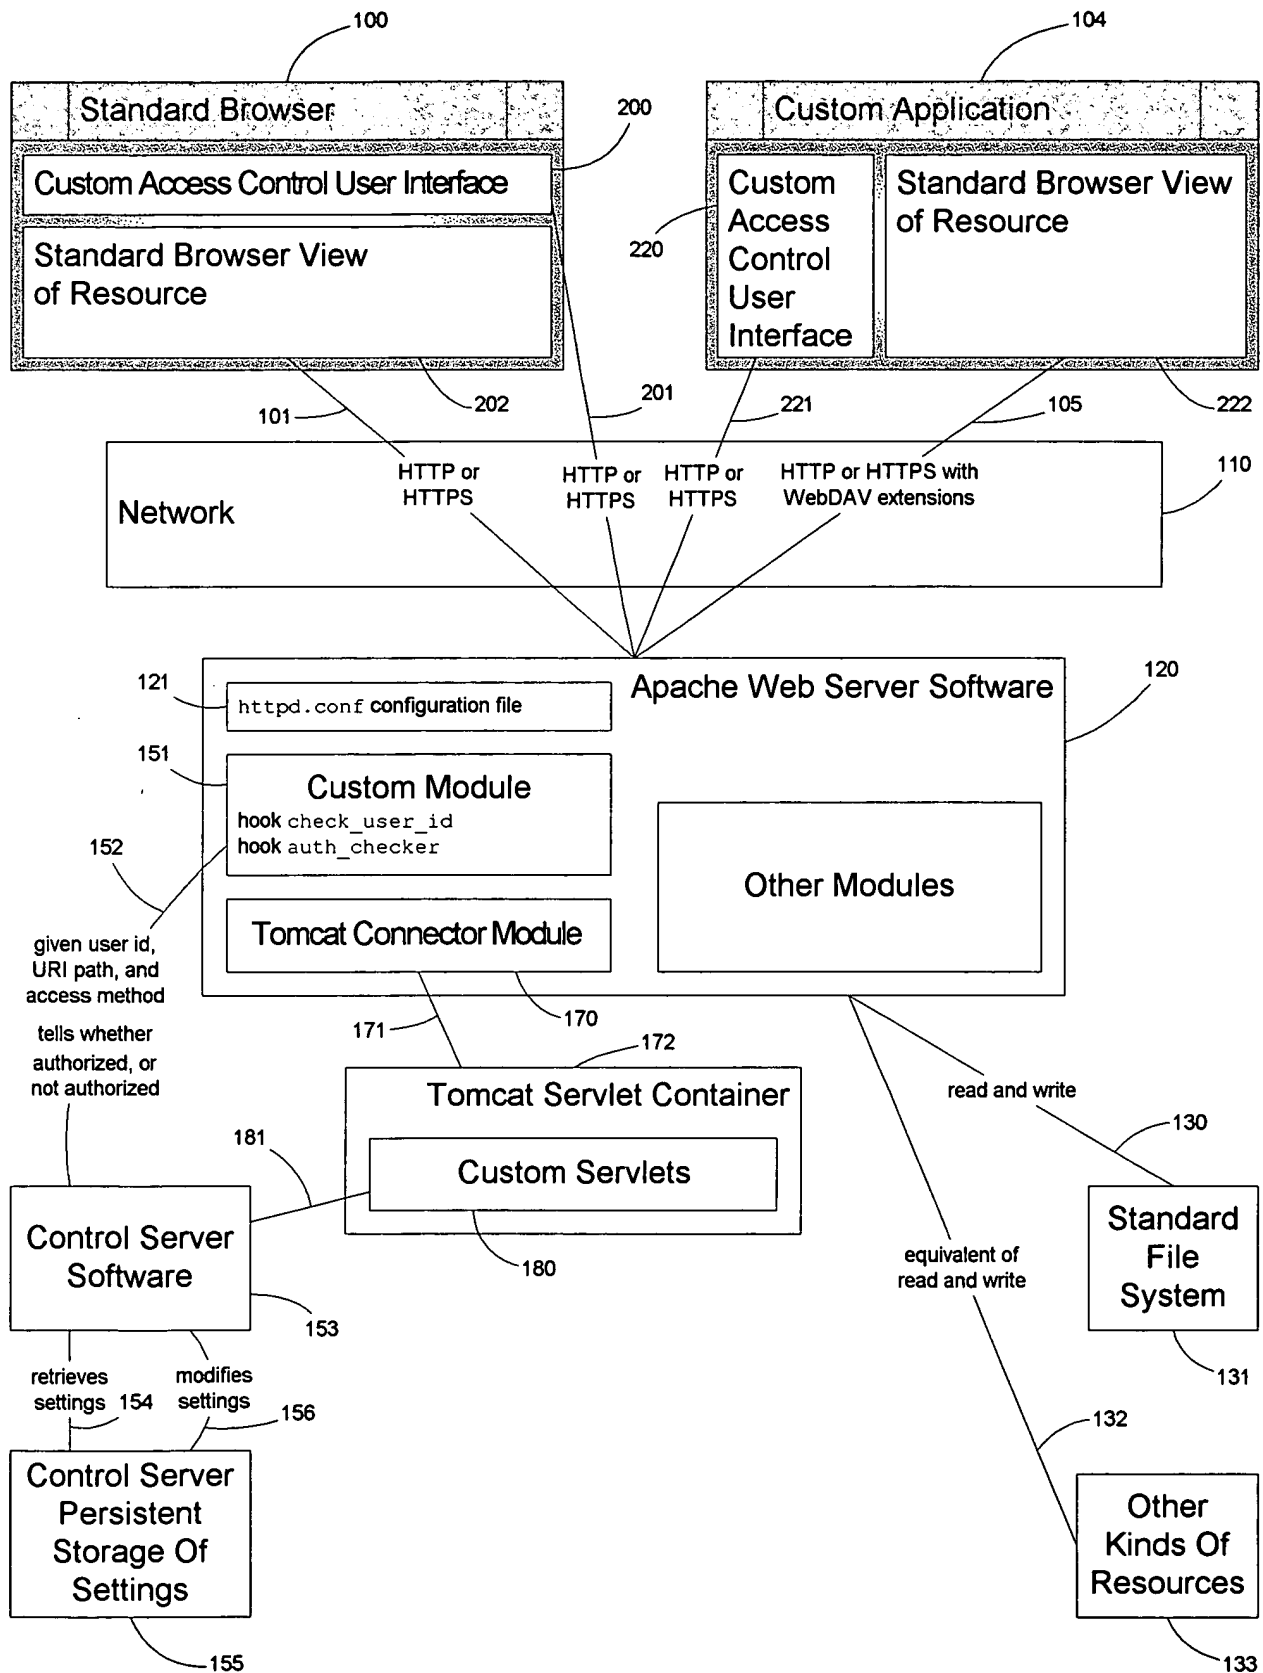 100
104
Standard Browser
200
Custom Application
Custom Access Control User Interface
Standard Browser View
of Resource
220
Custom
Access
Control
User
Interface
Standard Browser View
of Resource
101
202
201
221
105
222
Network
HTTP or
HTTPS
HTTP or
HTTPS
HTTP or
HTTPS
HTTP or HTTPS with
WebDAV extensions
110
121
httpd.conf configuration file
Apache Web Server Software
120
151
Custom Module
hook check_user_id
hook auth_checker
152
Other Modules
Tomcat Connector Module
given user id,
URI path, and
access method
tells whether
authorized, or
not authorized
171
170
172
Tomcat Servlet Container
read and write
130
181
Custom Servlets
180
Control Server
Software
153
equivalent of
read and write
Standard
File
System
131
retrieves
settings
154
modifies
settings
156
132
Control Server
Persistent
Storage Of
Settings
155
Other
Kinds Of
Resources
133